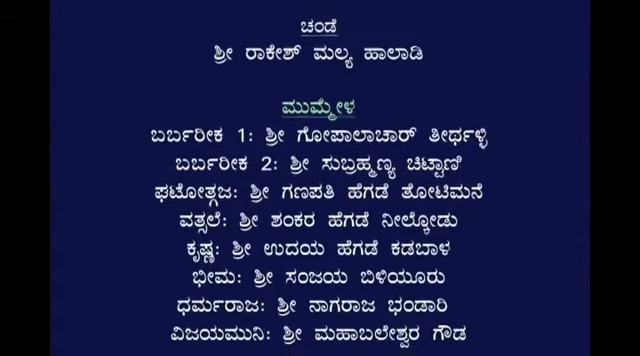 ಚಂಡೆ
ಶ್ರೀ ರಾಕೇಶ್ ಮಲ್ಯ ಹಾಲಾಡಿ
ಮುಮ್ಮೇಳ
ಬರ್ಬರೀಕ 1: ಶ್ರೀ ಗೋಪಾಲಾಚಾರ್ ತೀರ್ಥಳ್ಳಿ
ಬರ್ಬರೀಕ 2: ಶ್ರೀ ಸುಬ್ರಹ್ಮಣ್ಯ ಚಿಟ್ಟಾಣಿ
ಘಟೋತ್ಗಜ: ಶ್ರೀ ಗಣಪತಿ ಹೆಗಡೆ ತೋಟಿಮನೆ
ವತ್ಸಲೆ: ಶ್ರೀ ಶಂಕರ ಹೆಗಡೆ ನೀಲ್ಕೋಡು
ಕೃಷ್ಣ: ಶ್ರೀ ಉದಯ ಹೆಗಡೆ ಕಡಬಾಳ
ಭೀಮ: ಶ್ರೀ ಸಂಜಯ ಬಿಳಿಯೂರು
ಧರ್ಮರಾಜ: ಶ್ರೀ ನಾಗರಾಜ ಭಂಡಾರಿ
ವಿಜಯಮುನಿ: ಶ್ರೀ ಮಹಾಬಲೇಶ್ವರ ಗೌಡ